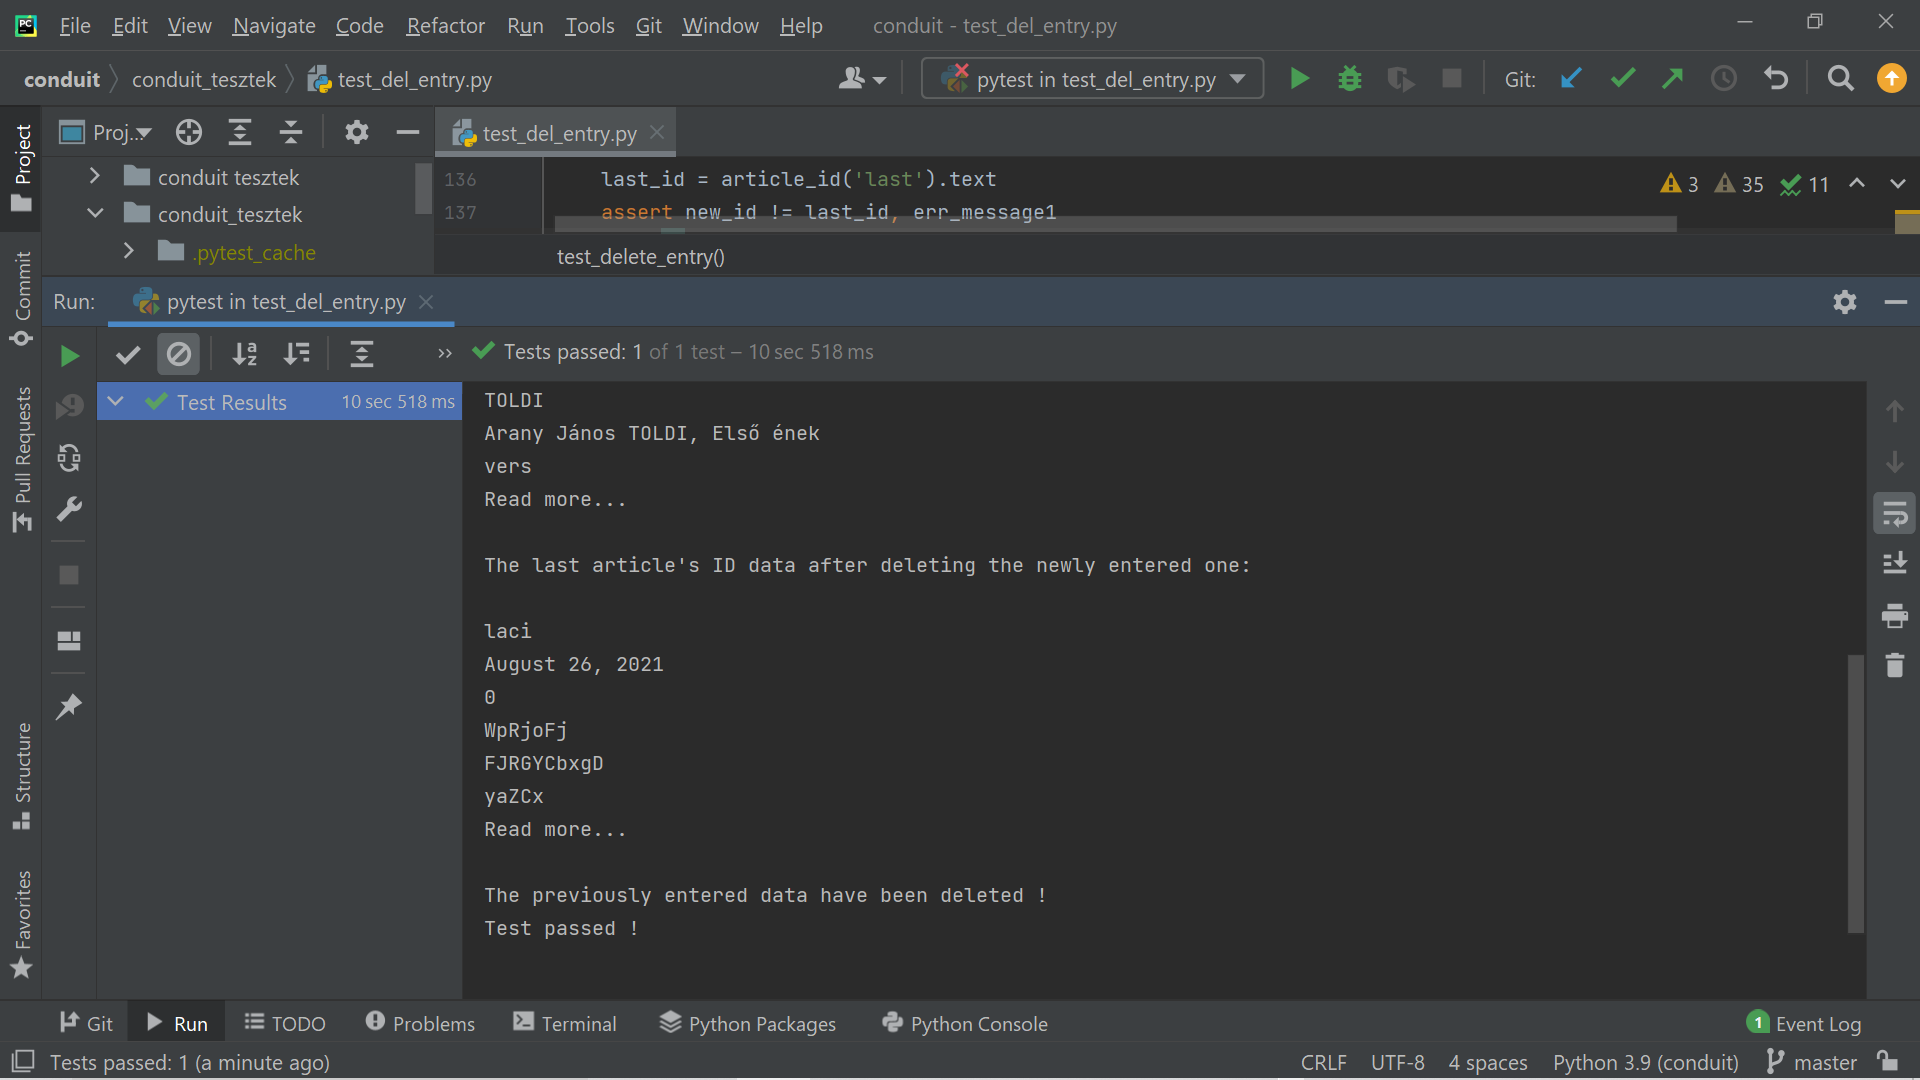 PC File Edit View Navigate Code Refactor Run Tools Git Window Help conduit - test_del_entry.py
conduit conduit_tesztek test_del_entry.py pytest in test_del_entry.py Git:
Project
Proj... test_del_entry.py
conduit tesztek
conduit_tesztek
.pytest_cache
136 last_id = article_id('last').text
137 assert new_id != last_id, err_message1
3 35 11
test_delete_entry()
Commit
Pull Requests
Structure
Favorites
Run: pytest in test_del_entry.py
Tests passed: 1 of 1 test – 10 sec 518 ms
Test Results 10 sec 518 ms
TOLDI
Arany János TOLDI, Első ének
vers
Read more...
The last article's ID data after deleting the newly entered one:
laci
August 26, 2021
0
WpRjoFj
FJRGYCbxgD
yaZCx
Read more...
The previously entered data have been deleted !
Test passed !
Git Run TODO Problems Terminal Python Packages Python Console 1 Event Log
Tests passed: 1 (a minute ago) CRLF UTF-8 4 spaces Python 3.9 (conduit) master